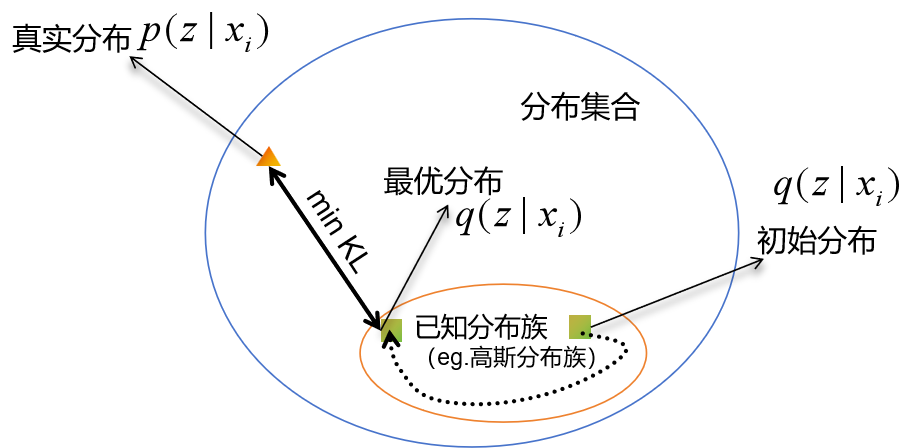 真实分布 p(z | x_i)
分布集合
最优分布
q(z | x_i)
q(z | x_i)
初始分布
min KL
已知分布族
（eg.高斯分布族）